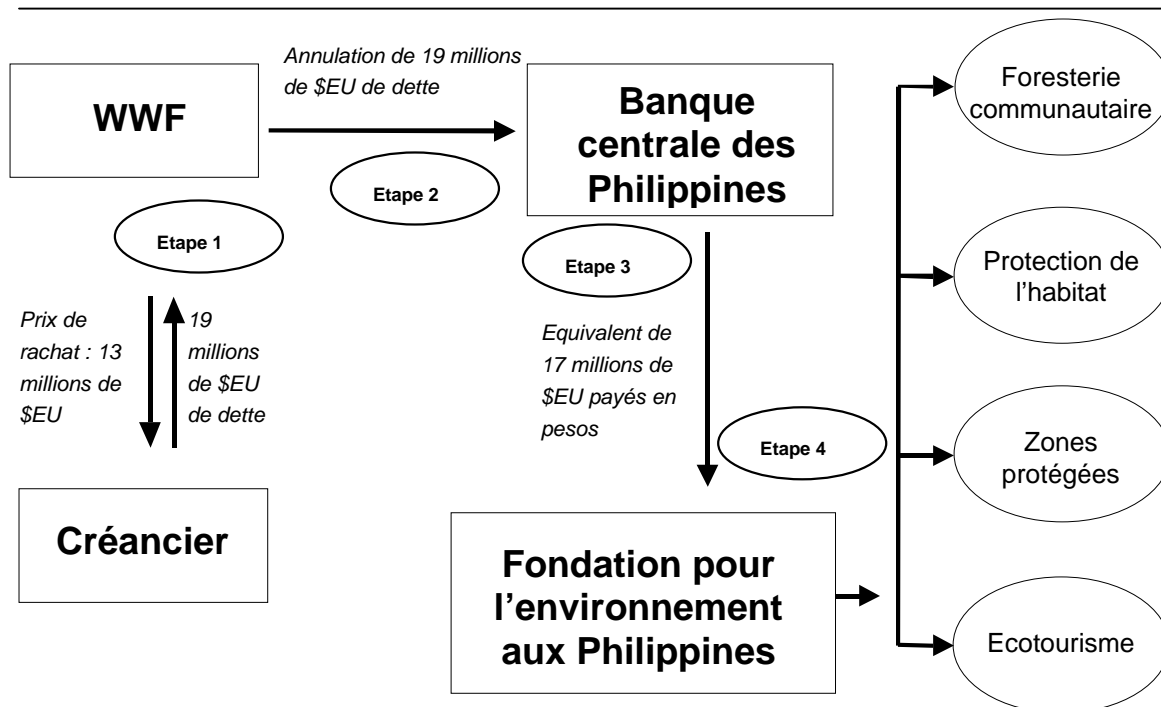 WWF
Annulation de 19 millions
de $EU de dette
Banque
centrale des
Philippines
Etape 2
Etape 1
Prix de
rachat : 13
millions de
$EU
19
millions
de $EU
de dette
Créancier
Etape 3
Equivalent de
17 millions de
$EU payés en
pesos
Etape 4
Fondation pour
l’environnement
aux Philippines
Foresterie
communautaire
Protection de
l’habitat
Zones
protégées
Ecotourisme